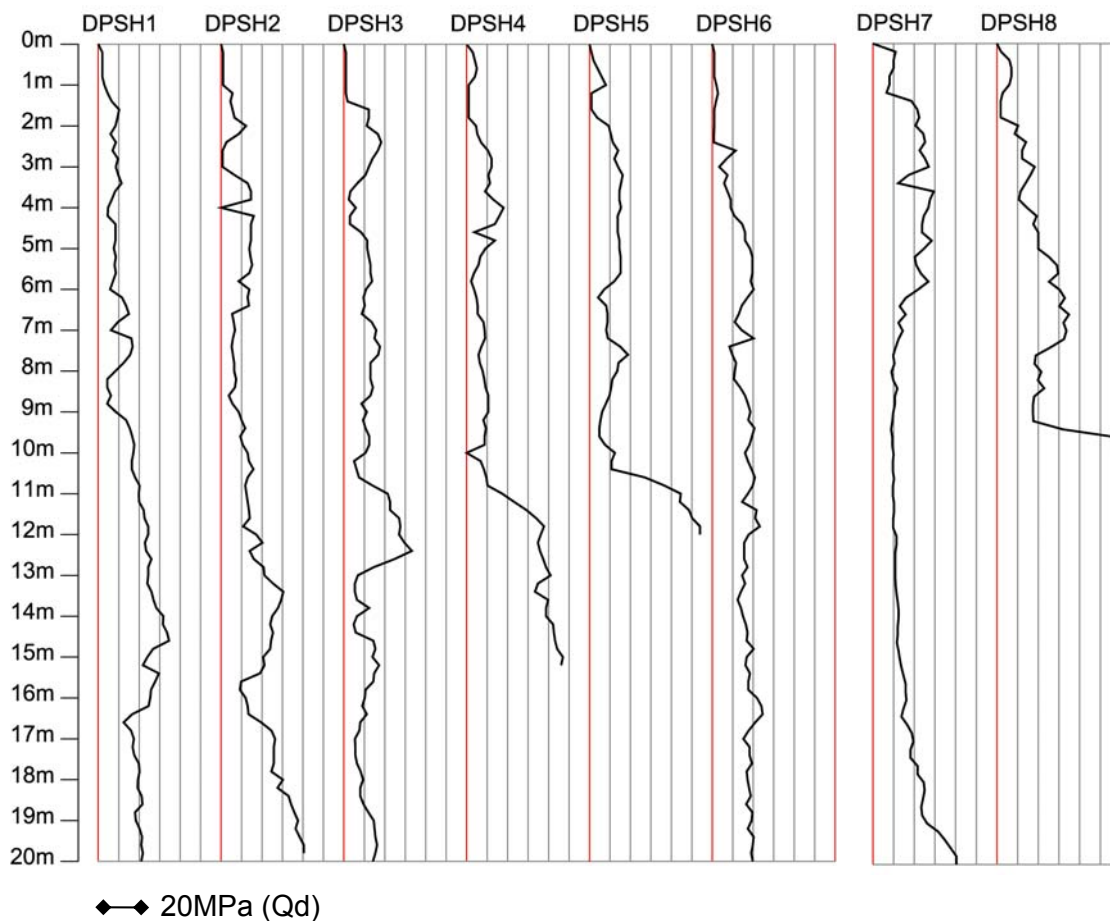 DPSH1 DPSH2 DPSH3 DPSH4 DPSH5 DPSH6 DPSH7 DPSH8
0m
1m
2m
3m
4m
5m
6m
7m
8m
9m
10m
11m
12m
13m
14m
15m
16m
17m
18m
19m
20m
20MPa (Qd)